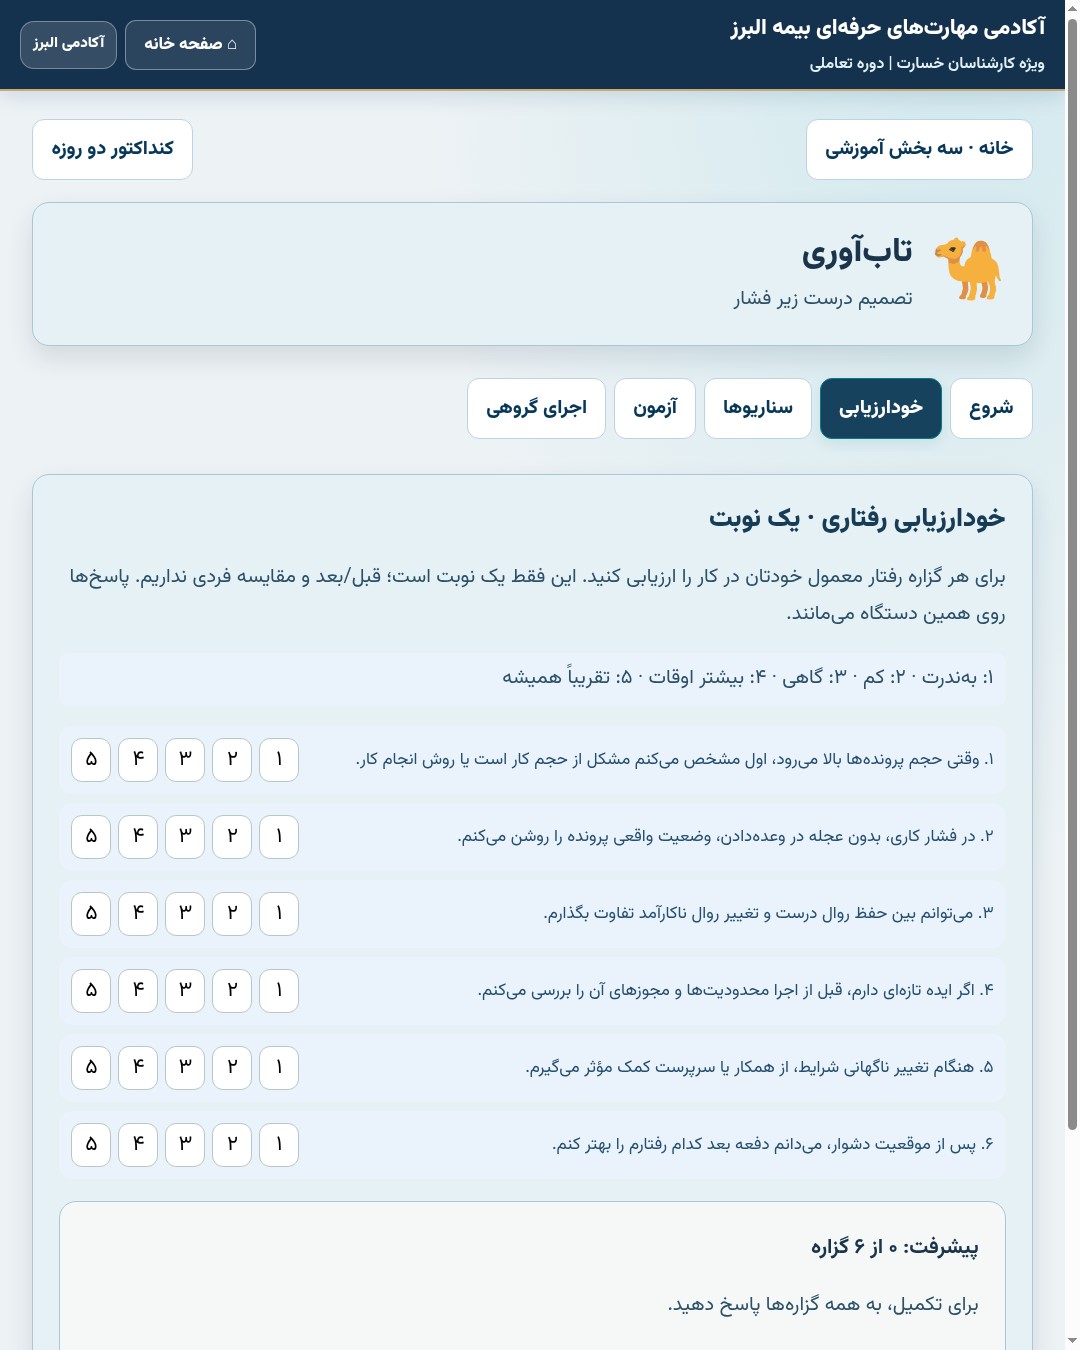 آکادمی مهارت‌های حرفه‌ای بیمه البرز
ویژه کارشناسان خسارت | دوره تعاملی
⌂ صفحه خانه
آکادمی البرز
خانه · سه بخش آموزشی
کنداکتور دو روزه
تاب‌آوری
تصمیم درست زیر فشار
شروع
خودارزیابی
سناریوها
آزمون
اجرای گروهی
خودارزیابی رفتاری · یک نوبت
برای هر گزاره رفتار معمول خودتان در کار را ارزیابی کنید. این فقط یک نوبت است؛ قبل/بعد و مقایسه فردی نداریم. پاسخ‌ها
روی همین دستگاه می‌مانند.
۱: به‌ندرت · ۲: کم · ۳: گاهی · ۴: بیشتر اوقات · ۵: تقریباً همیشه
۱. وقتی حجم پرونده‌ها بالا می‌رود، اول مشخص می‌کنم مشکل از حجم کار است یا روش انجام کار.
۱ ۲ ۳ ۴ ۵
۲. در فشار کاری، بدون عجله در وعده‌دادن، وضعیت واقعی پرونده را روشن می‌کنم.
۱ ۲ ۳ ۴ ۵
۳. می‌توانم بین حفظ روال درست و تغییر روال ناکارآمد تفاوت بگذارم.
۱ ۲ ۳ ۴ ۵
۴. اگر ایده تازه‌ای دارم، قبل از اجرا محدودیت‌ها و مجوزهای آن را بررسی می‌کنم.
۱ ۲ ۳ ۴ ۵
۵. هنگام تغییر ناگهانی شرایط، از همکار یا سرپرست کمک مؤثر می‌گیرم.
۱ ۲ ۳ ۴ ۵
۶. پس از موقعیت دشوار، می‌دانم دفعه بعد کدام رفتارم را بهتر کنم.
۱ ۲ ۳ ۴ ۵
پیشرفت: ۰ از ۶ گزاره
برای تکمیل، به همه گزاره‌ها پاسخ دهید.